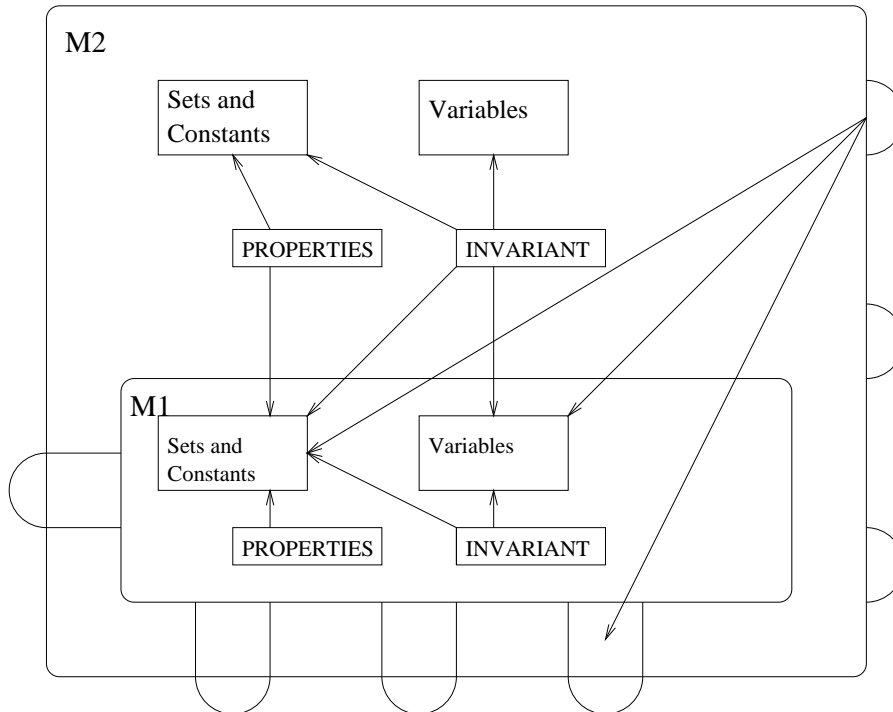 M2
Sets and
Constants
Variables
PROPERTIES
INVARIANT
M1
Sets and
Constants
Variables
PROPERTIES
INVARIANT